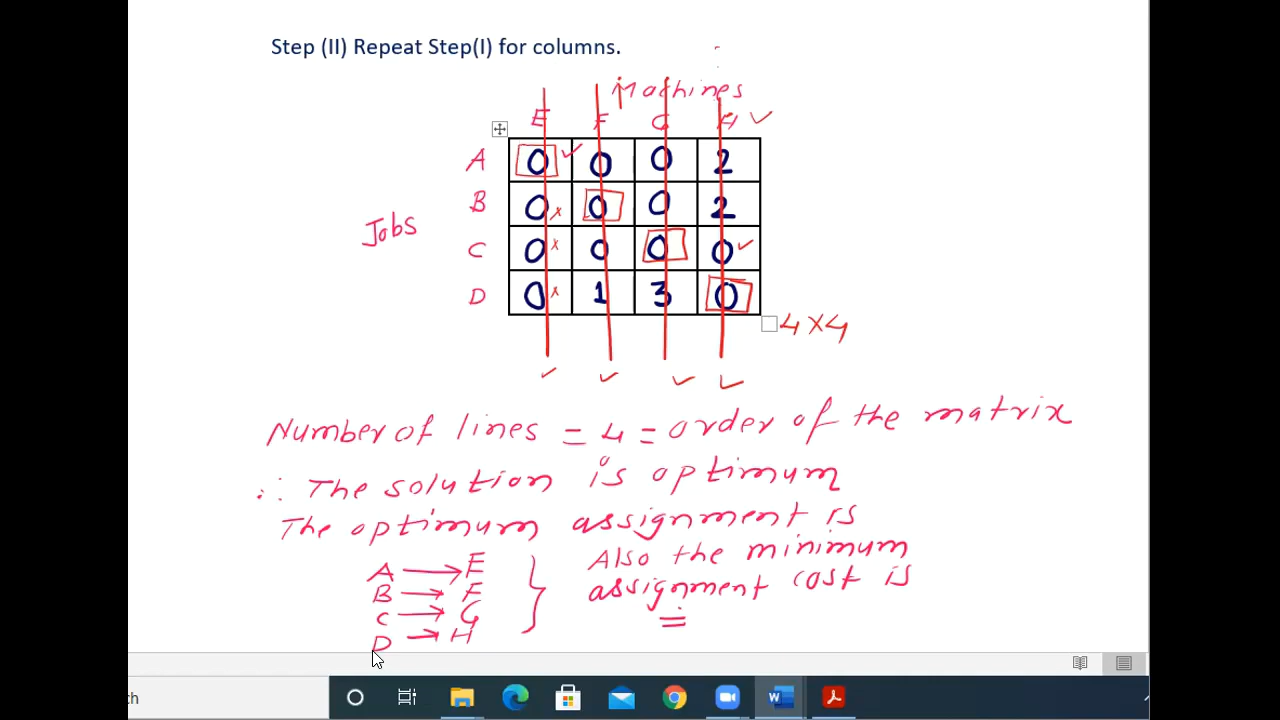 Step (II) Repeat Step(I) for columns.
Machines
E F G H ✓
A 0 ✓ 0 0 2
B 0 × 0 0 2
Jobs
C 0 × 0 0 0 ✓
D 0 × 1 3 0
4×4
✓ ✓ ✓ ✓
Number of lines = 4 = order of the matrix
∴ The solution is optimum
The optimum assignment is
A → E
B → F
C → G
D → H
Also the minimum
assignment cost is
=
ch